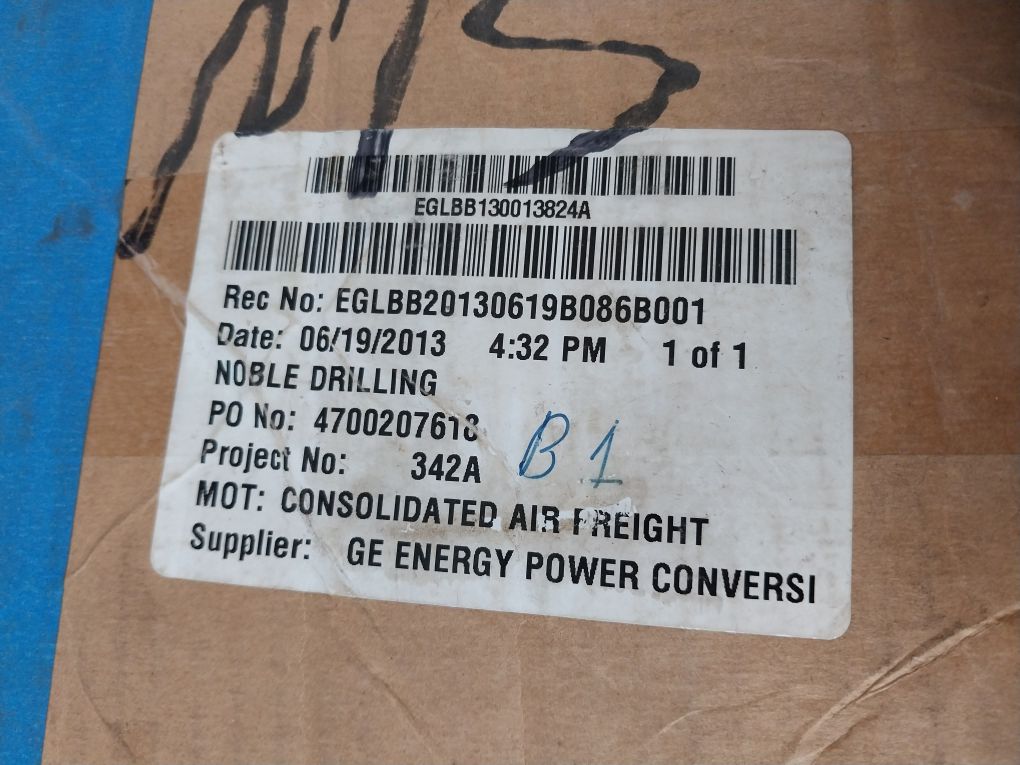 EGLBB130013824A
Rec No: EGLBB20130619B086B001
Date: 06/19/2013 4:32 PM 1 of 1
NOBLE DRILLING
PO No: 4700207618
Project No: 342A B1
MOT: CONSOLIDATED AIR FREIGHT
Supplier: GE ENERGY POWER CONVERSI